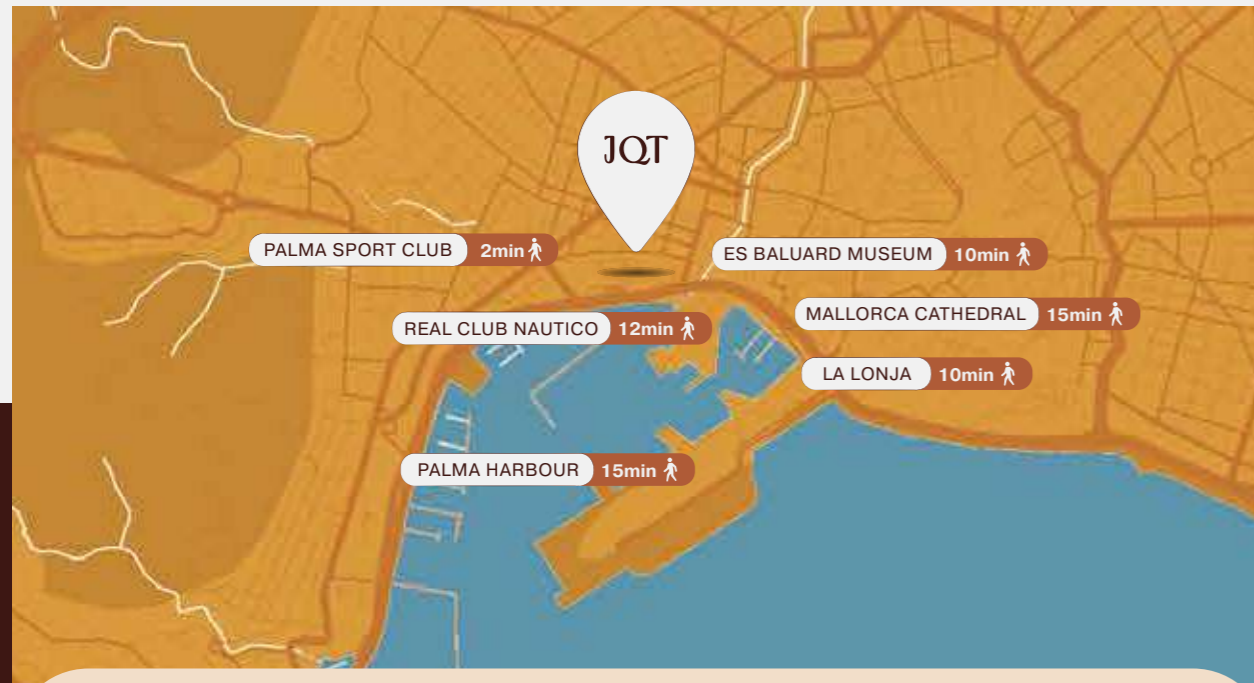 JQT
PALMA SPORT CLUB 2min
ES BALUARD MUSEUM 10min
REAL CLUB NAUTICO 12min
MALLORCA CATHEDRAL 15min
LA LONJA 10min
PALMA HARBOUR 15min